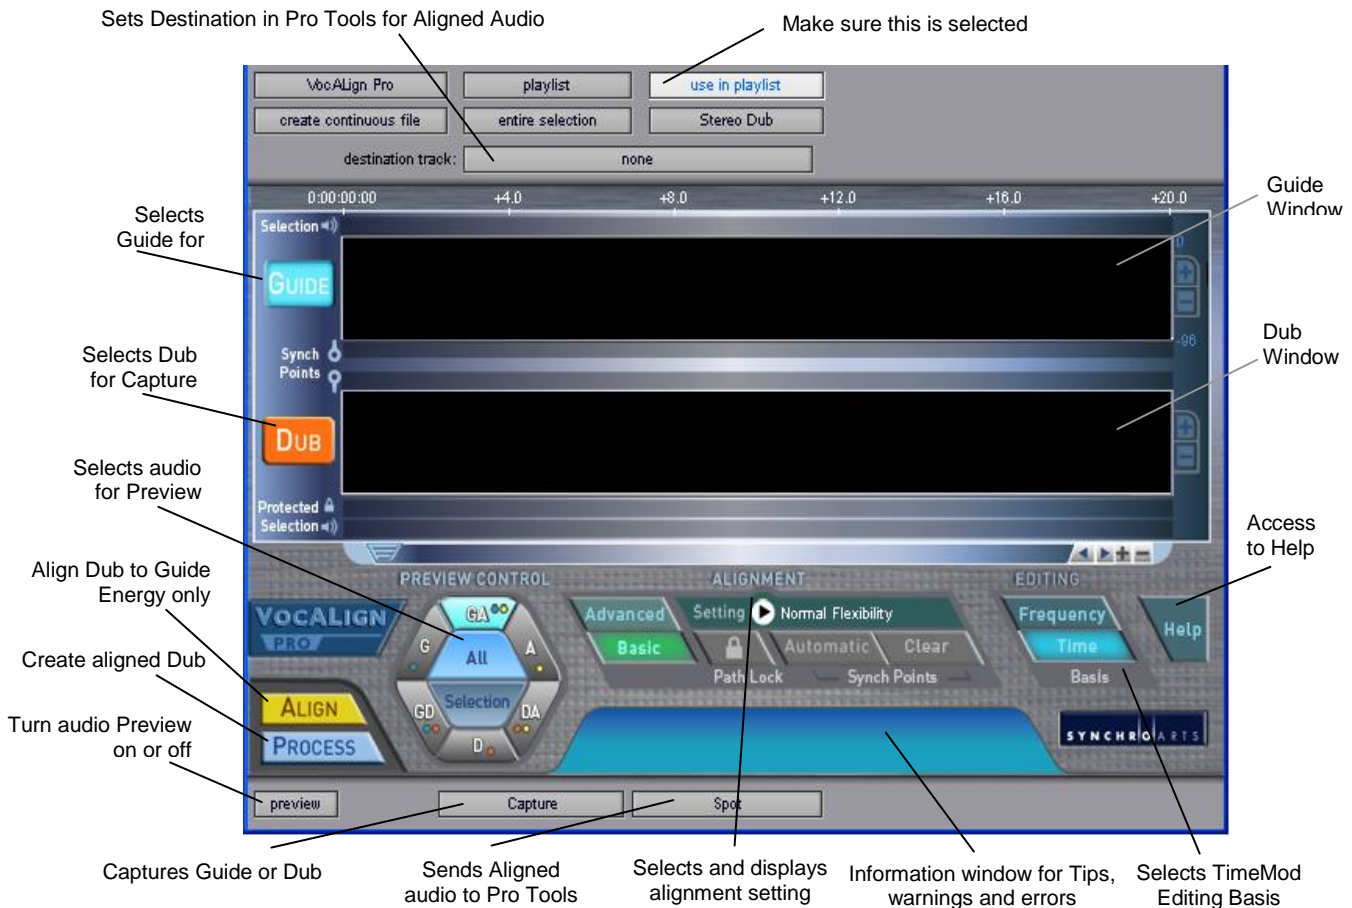 Sets Destination in Pro Tools for Aligned Audio
Make sure this is selected
VocALign Pro
playlist
use in playlist
create continuous file
entire selection
Stereo Dub
destination track:
none
0:00:00:00
+4.0
+8.0
+12.0
+16.0
+20.0
Guide
Window
Selects
Guide for
Selection
GUIDE
0
-96
Synch
Points
Selects Dub
for Capture
Dub
Window
DUB
Selects audio
for Preview
Protected
Selection
Access
to Help
Align Dub to Guide
Energy only
PREVIEW CONTROL
ALIGNMENT
EDITING
VOCALIGN
PRO
GA
G
All
A
GD
Selection
DA
D
Advanced
Setting
Normal Flexibility
Basic
Automatic
Clear
Path Lock
Synch Points
Frequency
Time
Basis
Help
Create aligned Dub
ALIGN
PROCESS
Turn audio Preview
on or off
SYNCHROARTS
preview
Capture
Spot
Captures Guide or Dub
Sends Aligned
audio to Pro Tools
Selects and displays
alignment setting
Information window for Tips,
warnings and errors
Selects TimeMod
Editing Basis